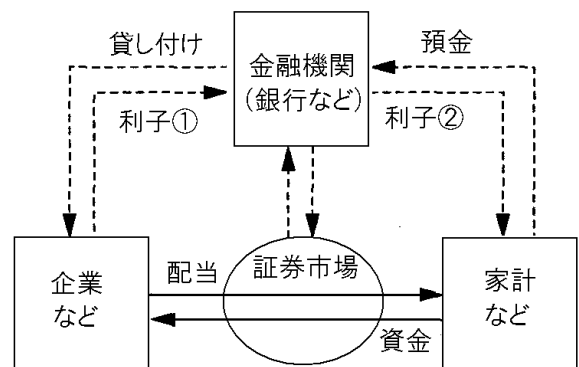 貸し付け
金融機関
(銀行など)
預金
利子①
利子②
企業
など
配当
証券市場
資金
家計
など